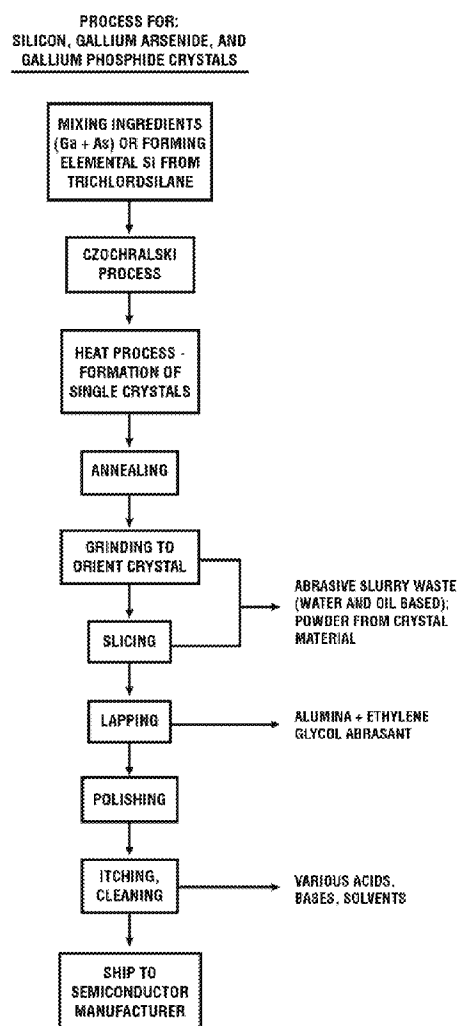 PROCESS FOR:
SILICON, GALLIUM ARSENIDE, AND
GALLIUM PHOSPHIDE CRYSTALS
MIXING INGREDIENTS
(Ga + As) OR FORMING
ELEMENTAL Si FROM
TRICHLORDSILANE
CZOCHRALSKI
PROCESS
HEAT PROCESS -
FORMATION OF
SINGLE CRYSTALS
ANNEALING
GRINDING TO
ORIENT CRYSTAL
SLICING
ABRASIVE SLURRY WASTE
(WATER AND OIL BASED);
POWDER FROM CRYSTAL
MATERIAL
LAPPING
ALUMINA + ETHYLENE
GLYCOL ABRASANT
POLISHING
ITCHING,
CLEANING
VARIOUS ACIDS,
BASES, SOLVENTS
SHIP TO
SEMICONDUCTOR
MANUFACTURER